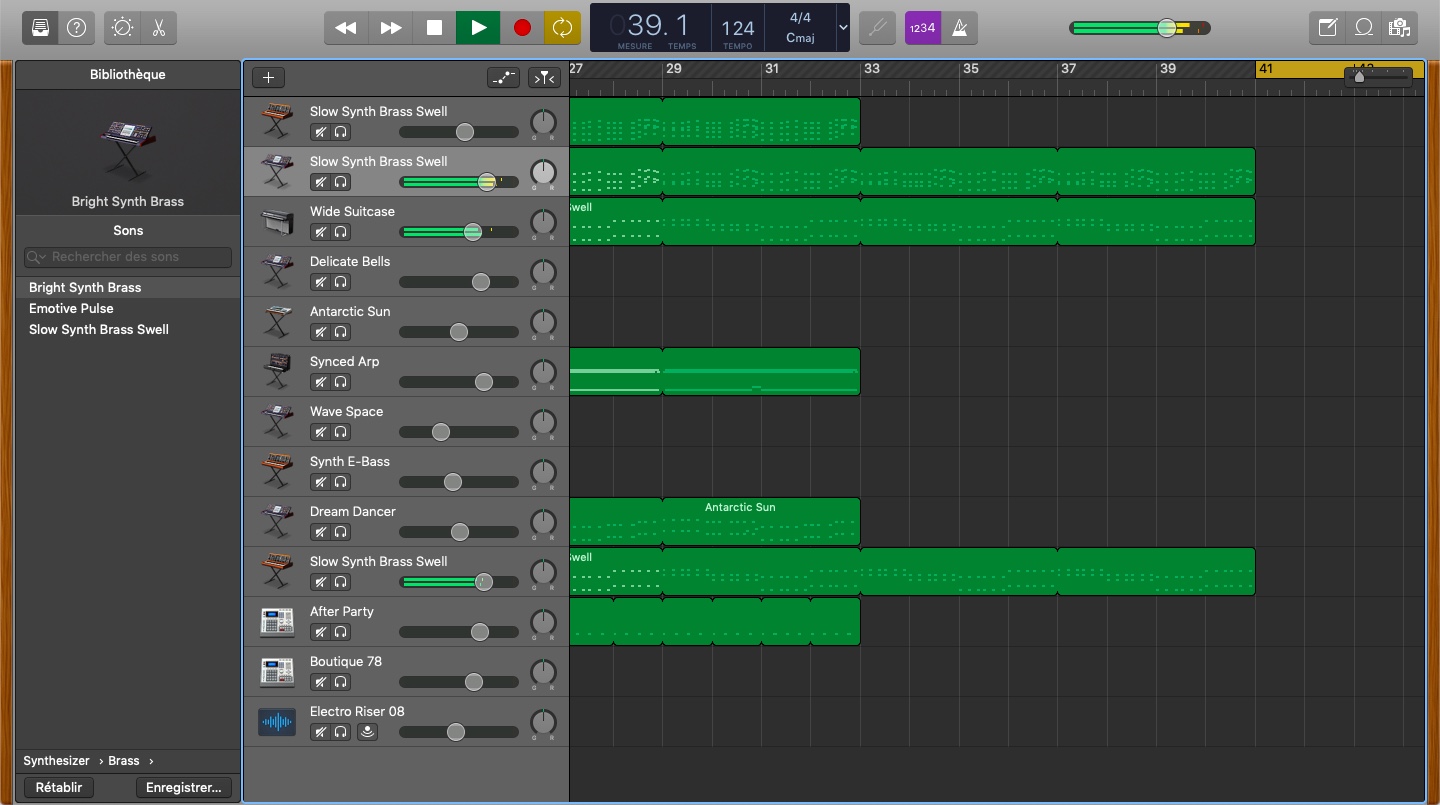 39. 1
124
4/4
Cmaj
MESURE TEMPS
TEMPO
1234
Bibliothèque
Bright Synth Brass
Sons
Rechercher des sons
Bright Synth Brass
Emotive Pulse
Slow Synth Brass Swell
Synthesizer › Brass ›
Rétablir
Enregistrer...
27 29 31 33 35 37 39 41
Slow Synth Brass Swell
G R
Slow Synth Brass Swell
G R
Wide Suitcase
G R
Swell
Delicate Bells
G R
Antarctic Sun
G R
Synced Arp
G R
Wave Space
G R
Synth E-Bass
G R
Dream Dancer
G R
Antarctic Sun
Slow Synth Brass Swell
G R
Swell
After Party
G R
Boutique 78
G R
Electro Riser 08
G R